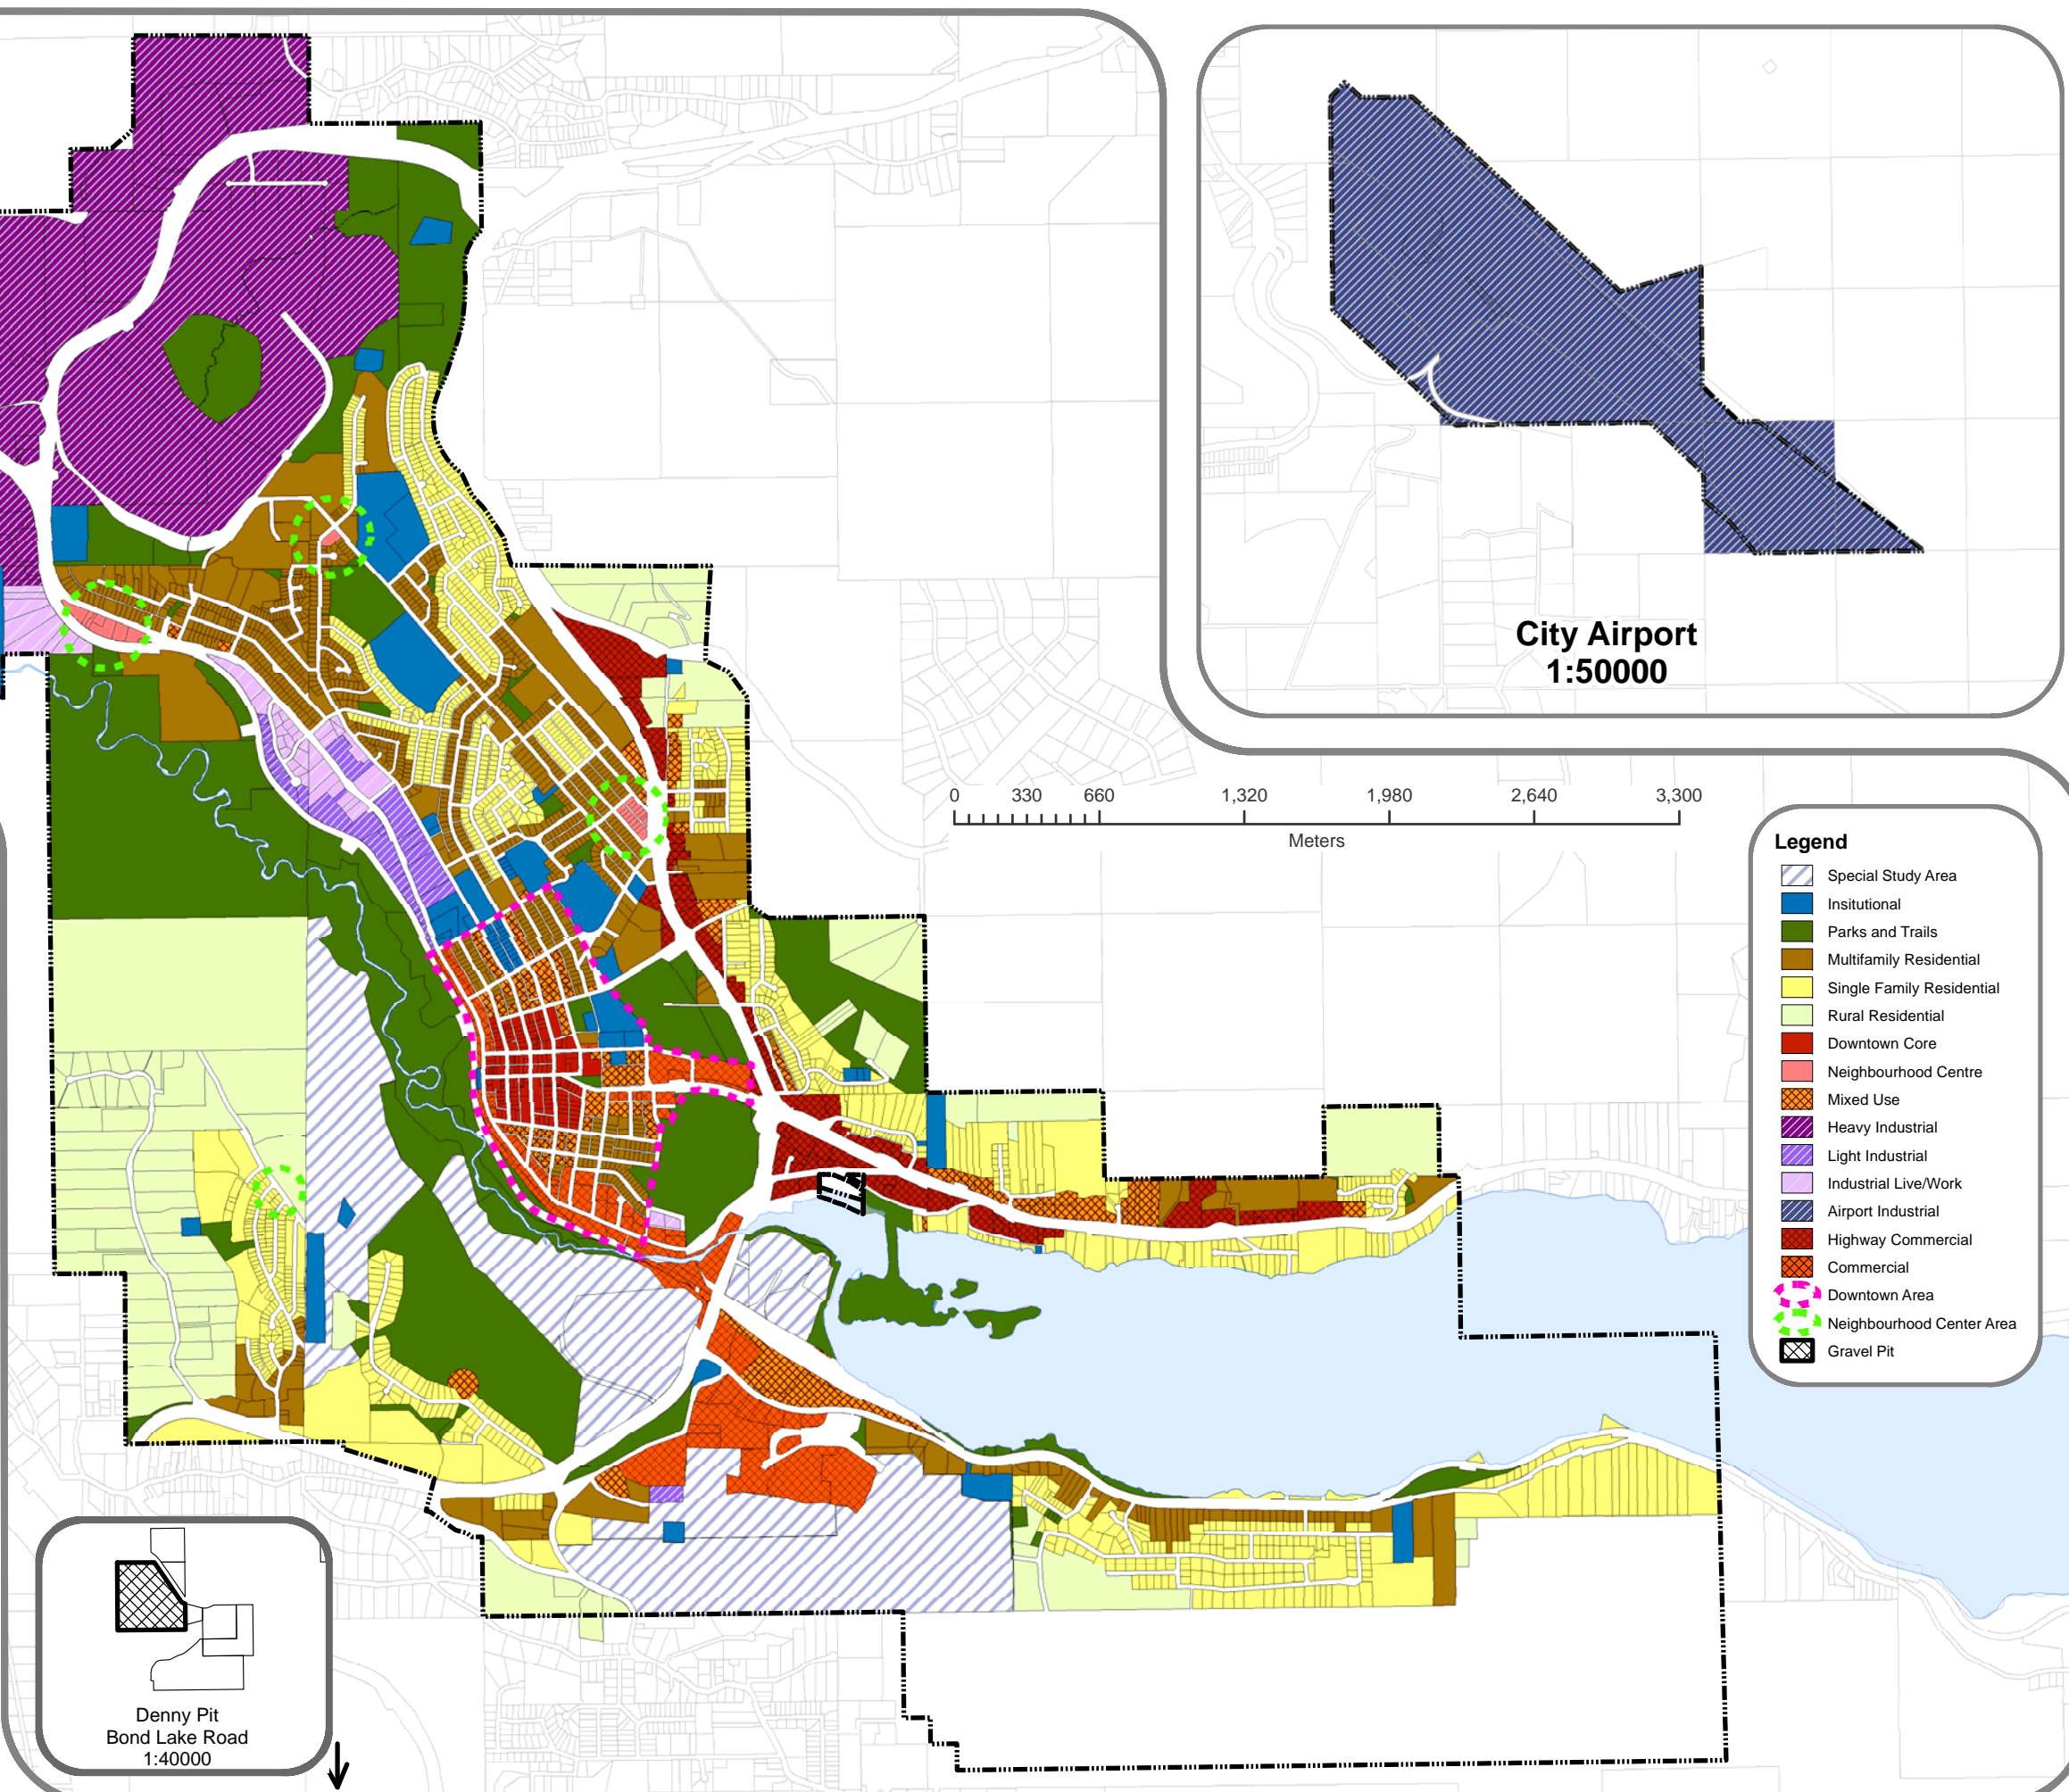 City Airport
1:50000
0 330 660 1,320 1,980 2,640 3,300
Meters
Legend
Special Study Area
Insitutional
Parks and Trails
Multifamily Residential
Single Family Residential
Rural Residential
Downtown Core
Neighbourhood Centre
Mixed Use
Heavy Industrial
Light Industrial
Industrial Live/Work
Airport Industrial
Highway Commercial
Commercial
Downtown Area
Neighbourhood Center Area
Gravel Pit
Denny Pit
Bond Lake Road
1:40000